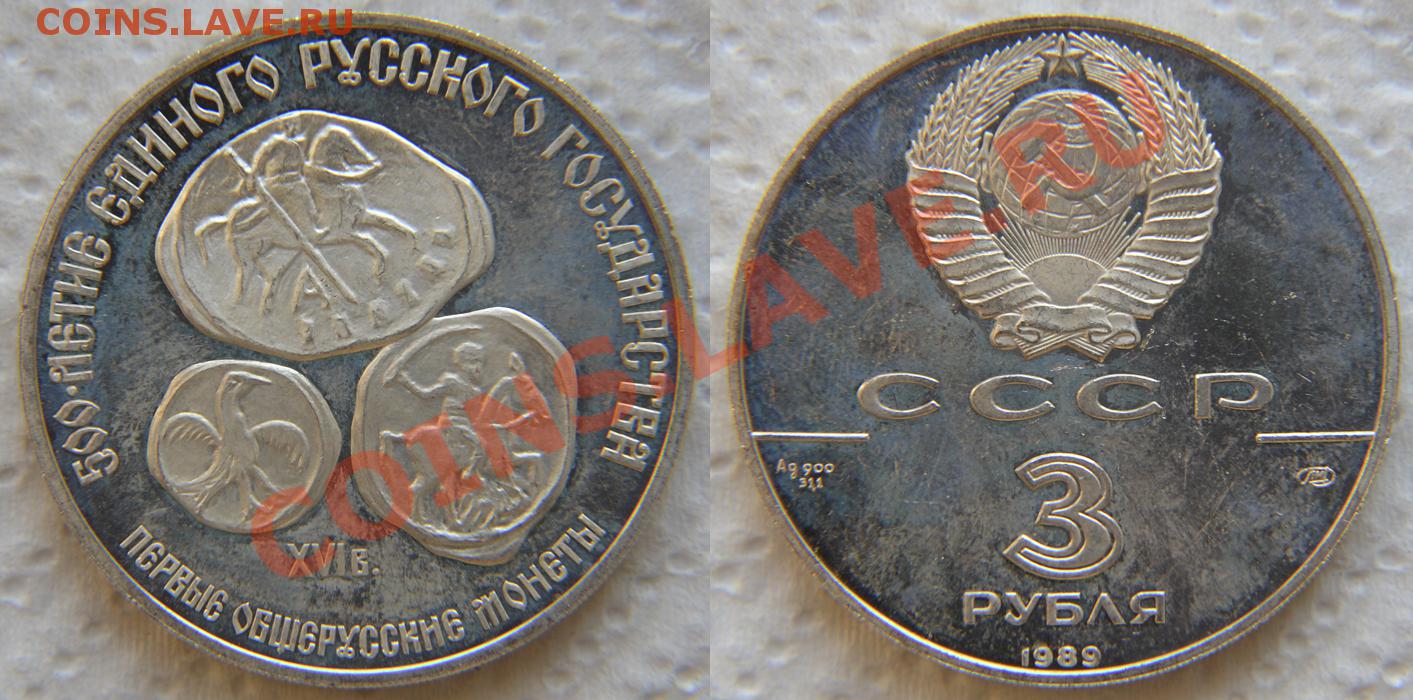 COINS.LAVE.RU
500-ЛЕТИЕ ЕДИНОГО РУССКОГО ГОСУДАРСТВА
XVI в.
ПЕРВЫЕ ОБЩЕРУССКИЕ МОНЕТЫ
СССР
Ag 900
31,1
3
РУБЛЯ
1989
COINS.LAVE.RU